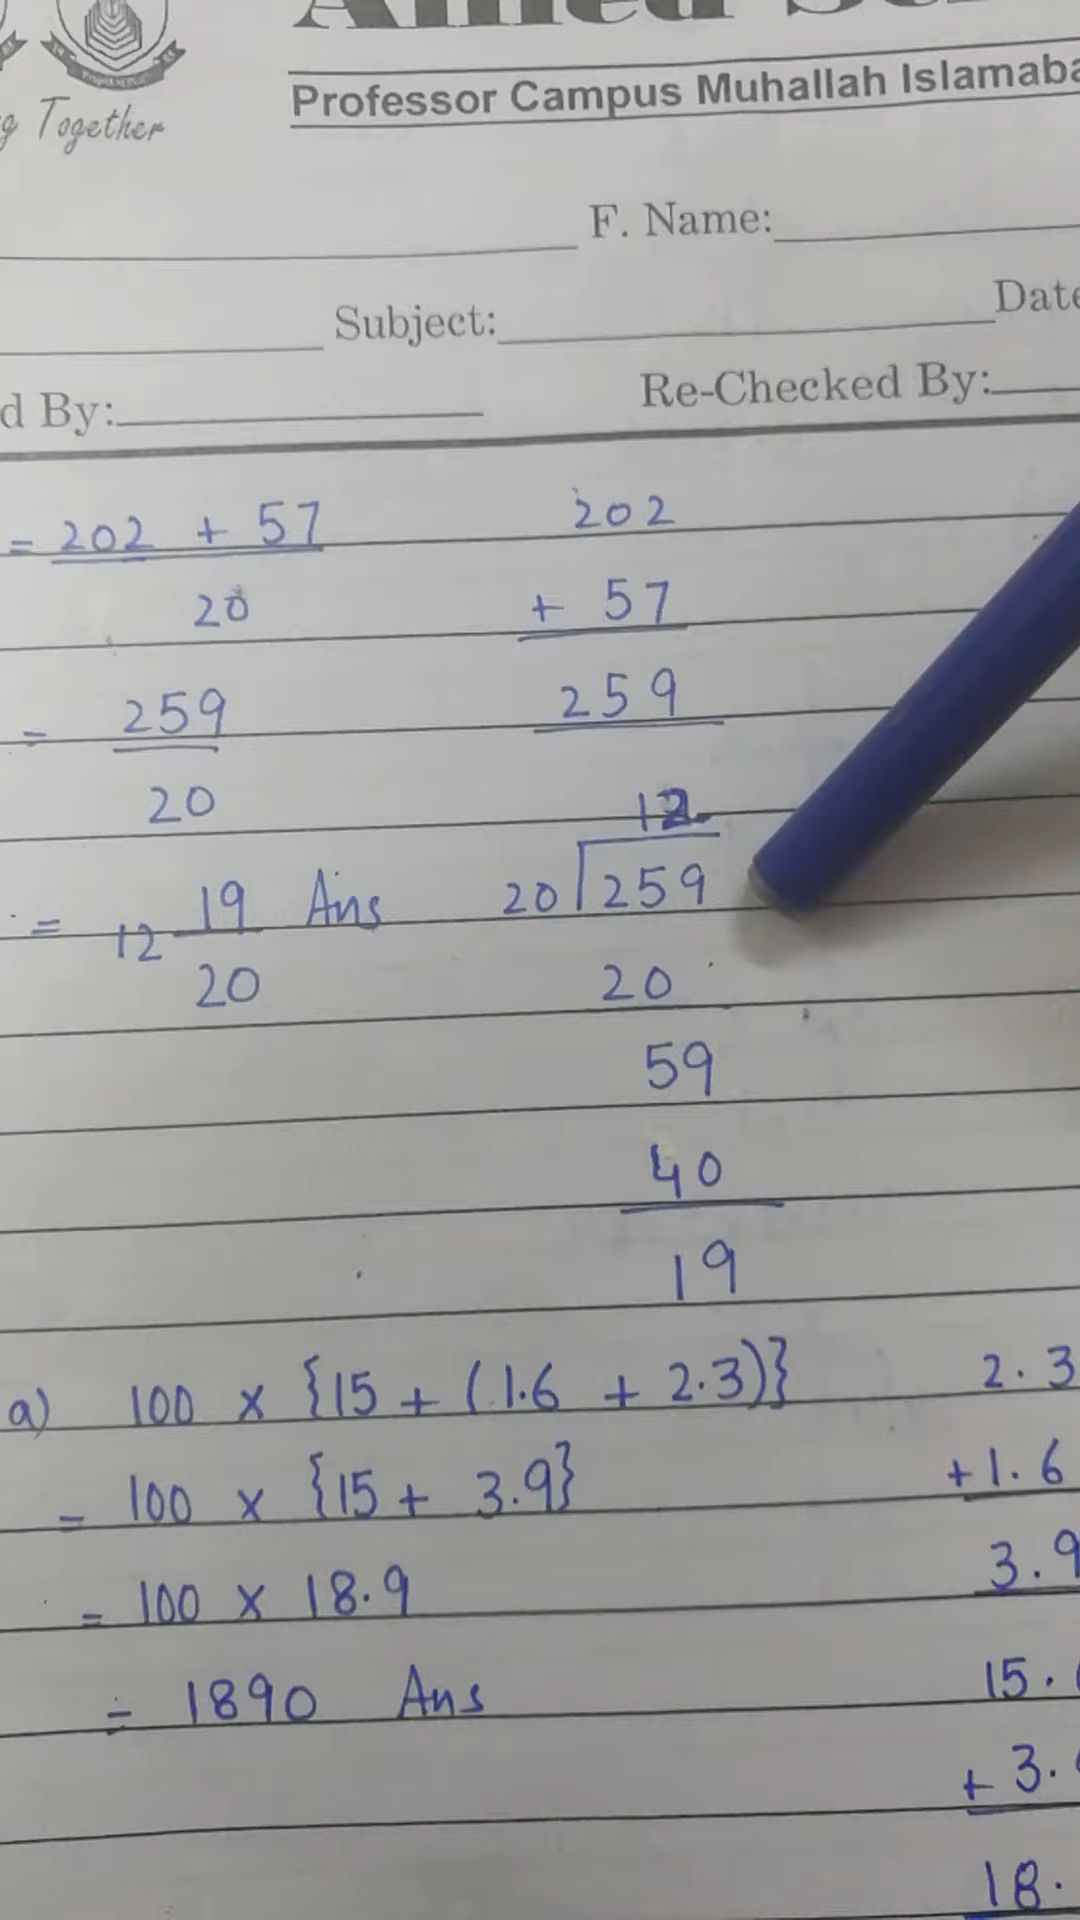 g Together
Professor Campus Muhallah Islamaba
F. Name:
Subject:
Date
d By:
Re-Checked By:
= 202 + 57
20
202
+ 57
259
= 259
20
= 12 19 Ans
20
12
20 259
20
59
40
19
a) 100 x {15 + (1.6 + 2.3)}
= 100 x {15 + 3.9}
= 100 x 18.9
= 1890 Ans
2.3
+1.6
3.9
15.
+ 3.
18.